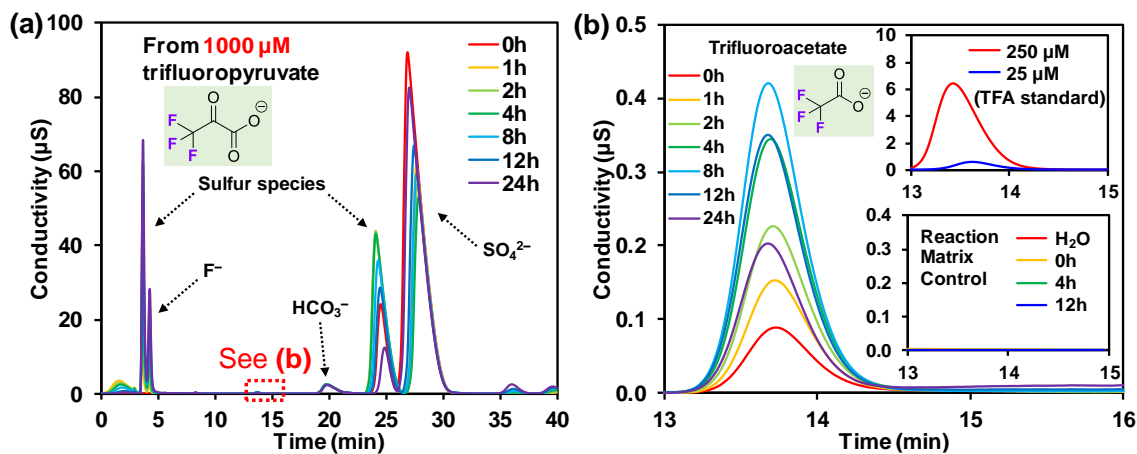 (a)
From 1000 µM
trifluoropyruvate
F
F
F
O
O
O
⊖
0h
1h
2h
4h
8h
12h
24h
Sulfur species
F⁻
HCO₃⁻
SO₄²⁻
See (b)
Conductivity (µS)
100
80
60
40
20
0
0 5 10 15 20 25 30 35 40
Time (min)
(b)
Trifluoroacetate
F
F
F
O
O
⊖
0h
1h
2h
4h
8h
12h
24h
Conductivity (µS)
0.5
0.4
0.3
0.2
0.1
0.0
13 14 15 16
Time (min)
250 µM
25 µM
(TFA standard)
10
8
6
4
2
0
13 14 15
Reaction
Matrix
Control
H₂O
0h
4h
12h
0.4
0.3
0.2
0.1
0.0
13 14 15